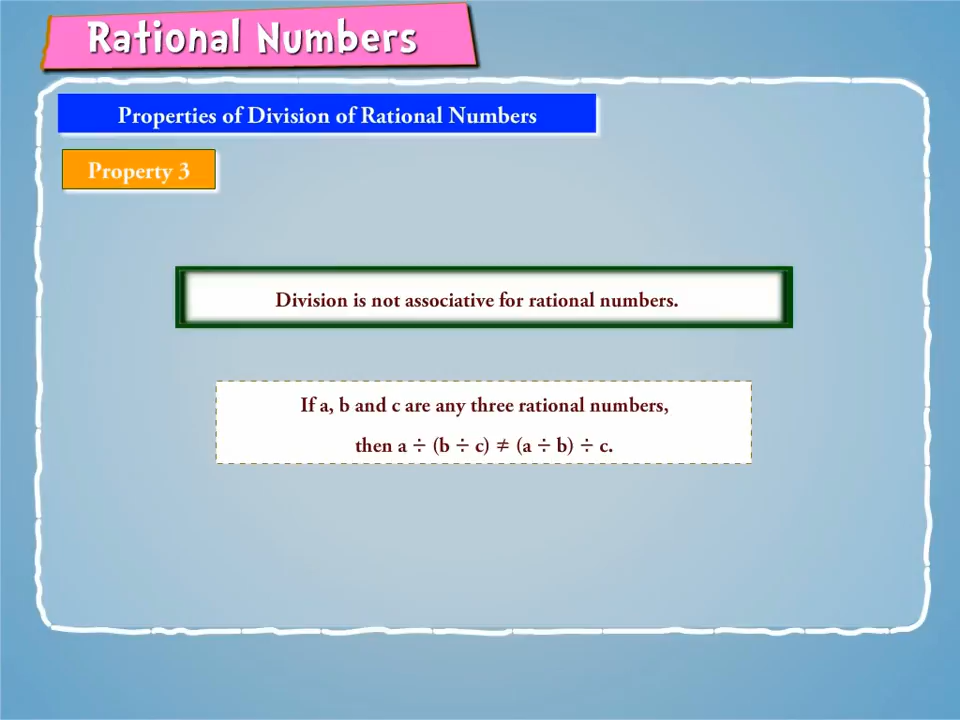 Rational Numbers
Properties of Division of Rational Numbers
Property 3
Division is not associative for rational numbers.
If a, b and c are any three rational numbers,
then a ÷ (b ÷ c) ≠ (a ÷ b) ÷ c.